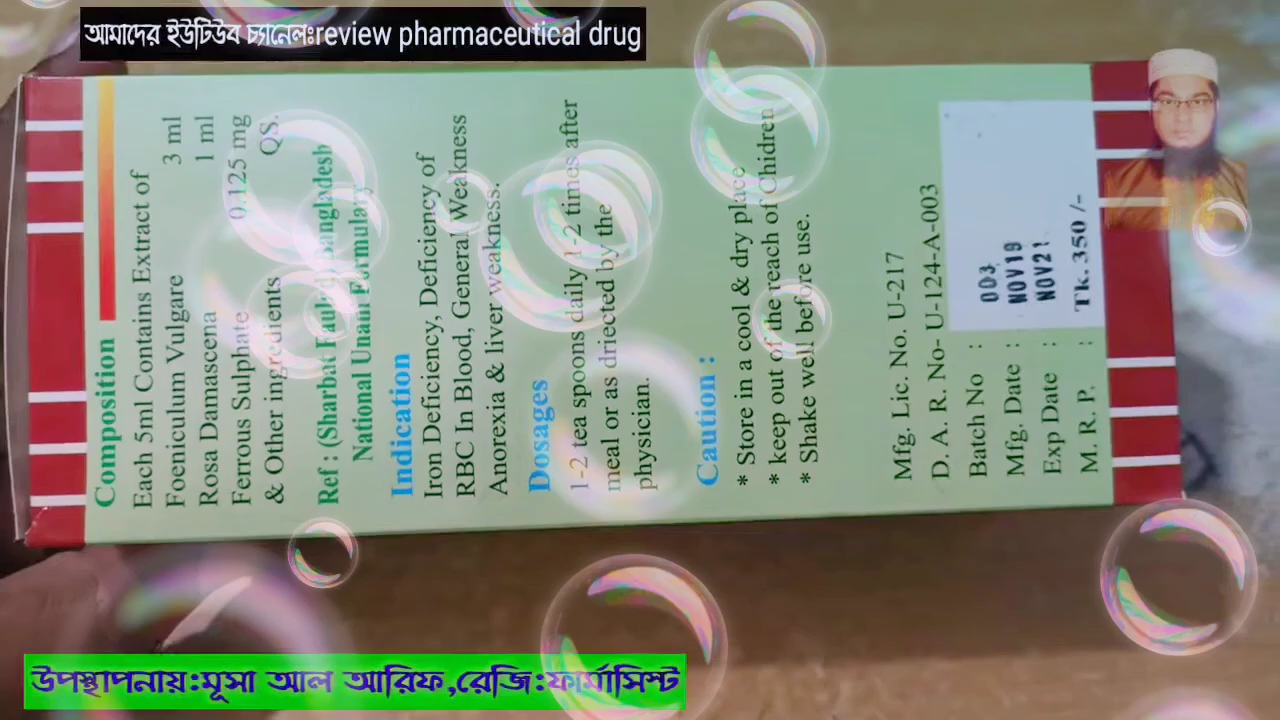 আমাদের ইউটিউব চ্যানেলঃreview pharmaceutical drug
Composition
Each 5ml Contains Extract of
Foeniculum Vulgare 3 ml
Rosa Damascena 1 ml
Ferrous Sulphate 0.125 mg
& Other ingredients QS.
Ref : (Sharbat Faulad) Bangladesh
National Unani Formulary
Indication
Iron Deficiency, Deficiency of
RBC In Blood, General Weakness
Anorexia & liver weakness.
Dosages
1-2 tea spoons daily 1-2 times after
meal or as driected by the
physician.
Caution :
* Store in a cool & dry place
* keep out of the reach of Chidren
* Shake well before use.
Mfg. Lic. No. U-217
D. A. R. No- U-124-A-003
Batch No : 003
Mfg. Date : NOV19
Exp Date : NOV21
M. R. P. : Tk. 350 /-
উপস্থাপনায়:মূসা আল আরিফ,রেজি:ফার্মাসিস্ট